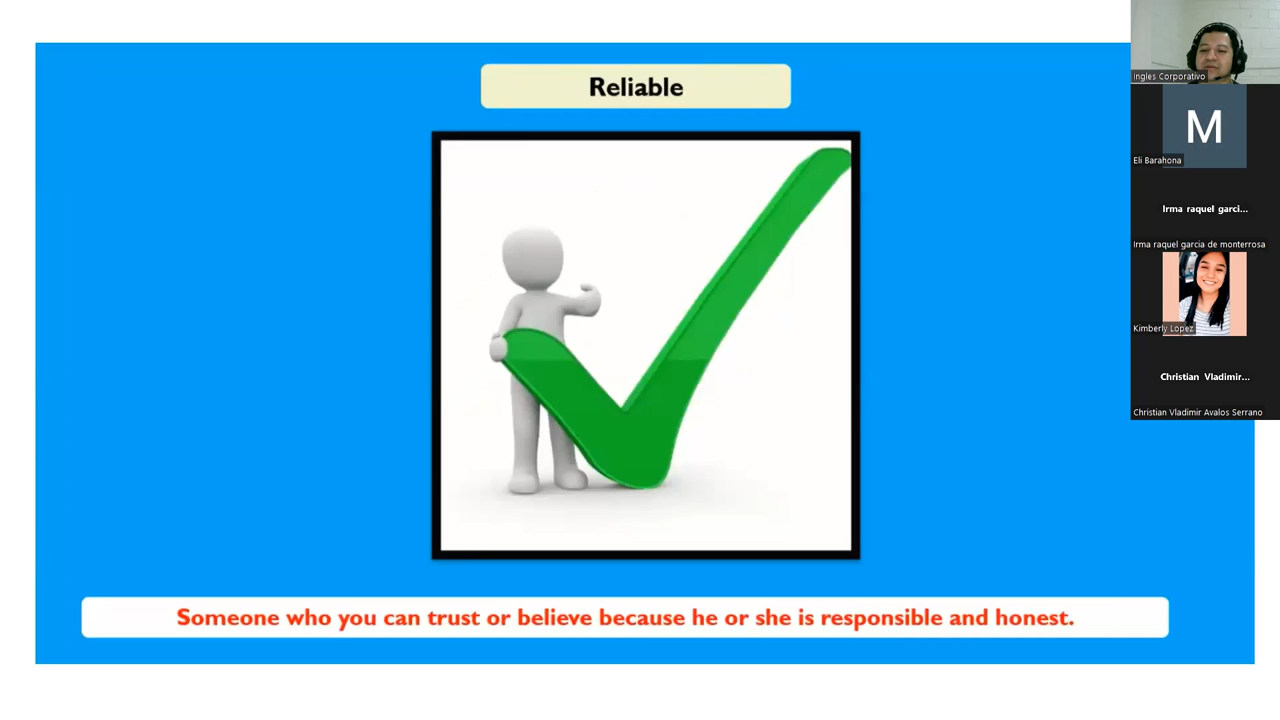 Reliable
Someone who you can trust or believe because he or she is responsible and honest.
Ingles Corporativo
M
Eli Barahona
Irma raquel garci...
Irma raquel garcia de monterrosa
Kimberly Lopez
Christian Vladimir...
Christian Vladimir Avalos Serrano